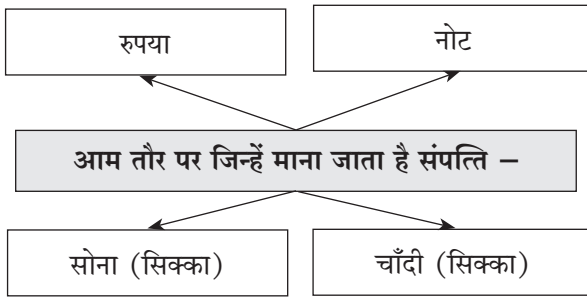 रुपया
नोट
आम तौर पर जिन्हें माना जाता है संपत्ति –
सोना (सिक्का)
चाँदी (सिक्का)